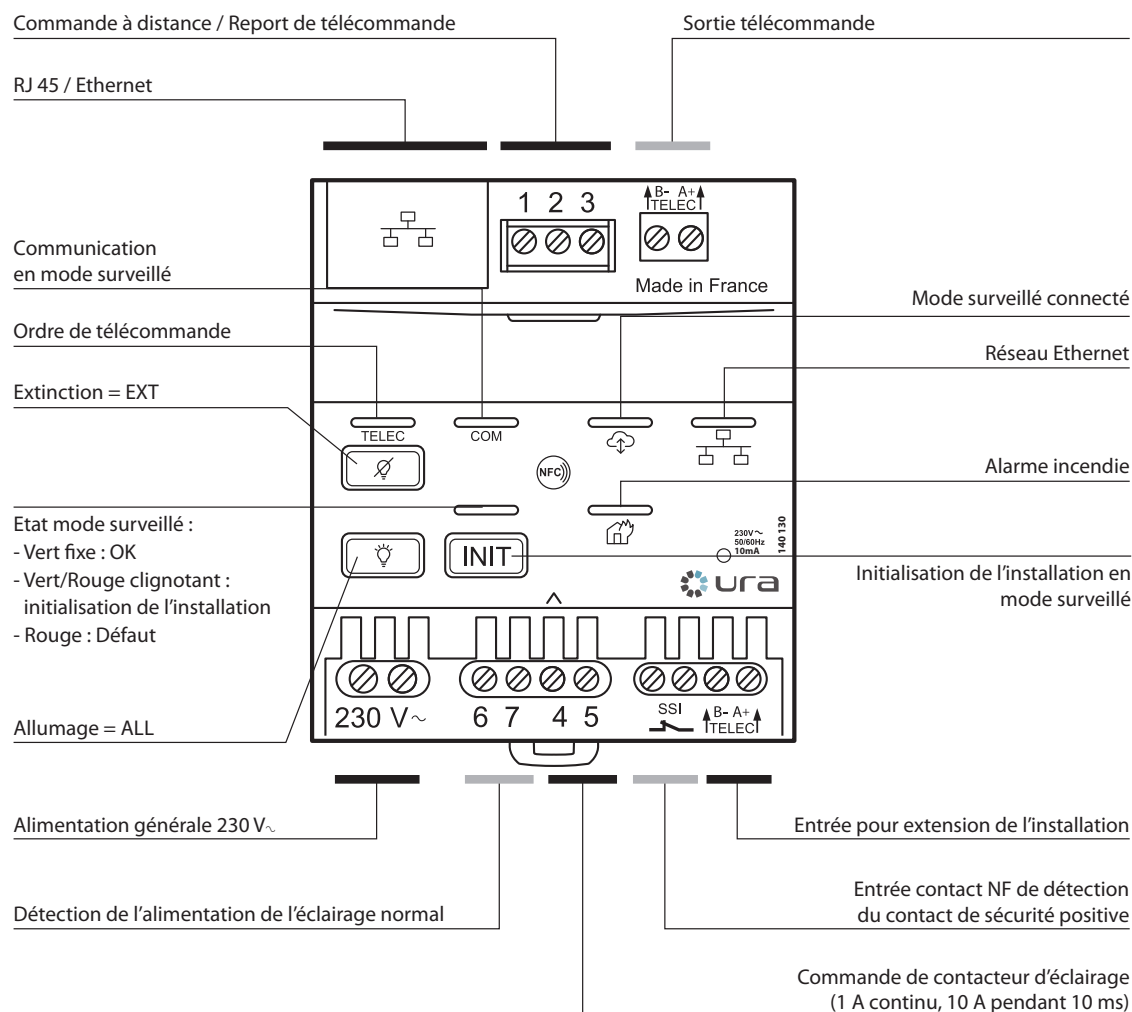 Commande à distance / Report de télécommande
Sortie télécommande
RJ 45 / Ethernet
1 2 3
B- A+
TELEC
Made in France
Communication
en mode surveillé
Mode surveillé connecté
Ordre de télécommande
Réseau Ethernet
Extinction = EXT
TELEC
COM
NFC
Alarme incendie
Etat mode surveillé :
- Vert fixe : OK
- Vert/Rouge clignotant :
initialisation de l'installation
- Rouge : Défaut
INIT
230V~
50/60Hz
10mA
140 130
ura
Initialisation de l'installation en
mode surveillé
Allumage = ALL
230 V~
6 7 4 5
SSI
B- A+
TELEC
Alimentation générale 230 V~
Entrée pour extension de l'installation
Détection de l'alimentation de l'éclairage normal
Entrée contact NF de détection
du contact de sécurité positive
Commande de contacteur d'éclairage
(1 A continu, 10 A pendant 10 ms)